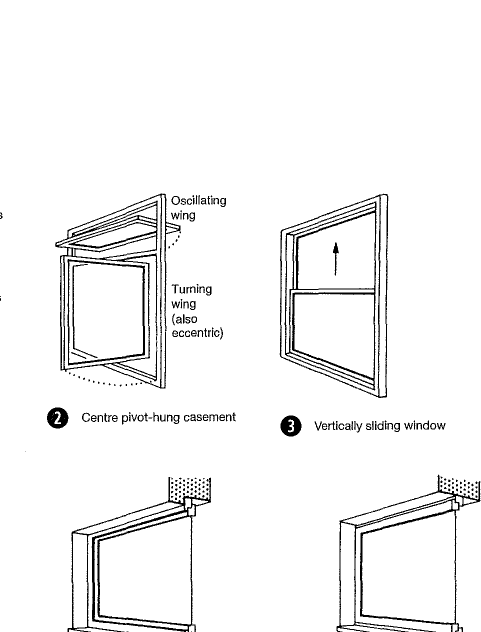 Oscillating
wing
s
Turning
wing
(also
eccentric)
s
2 Centre pivot-hung casement
3 Vertically sliding window